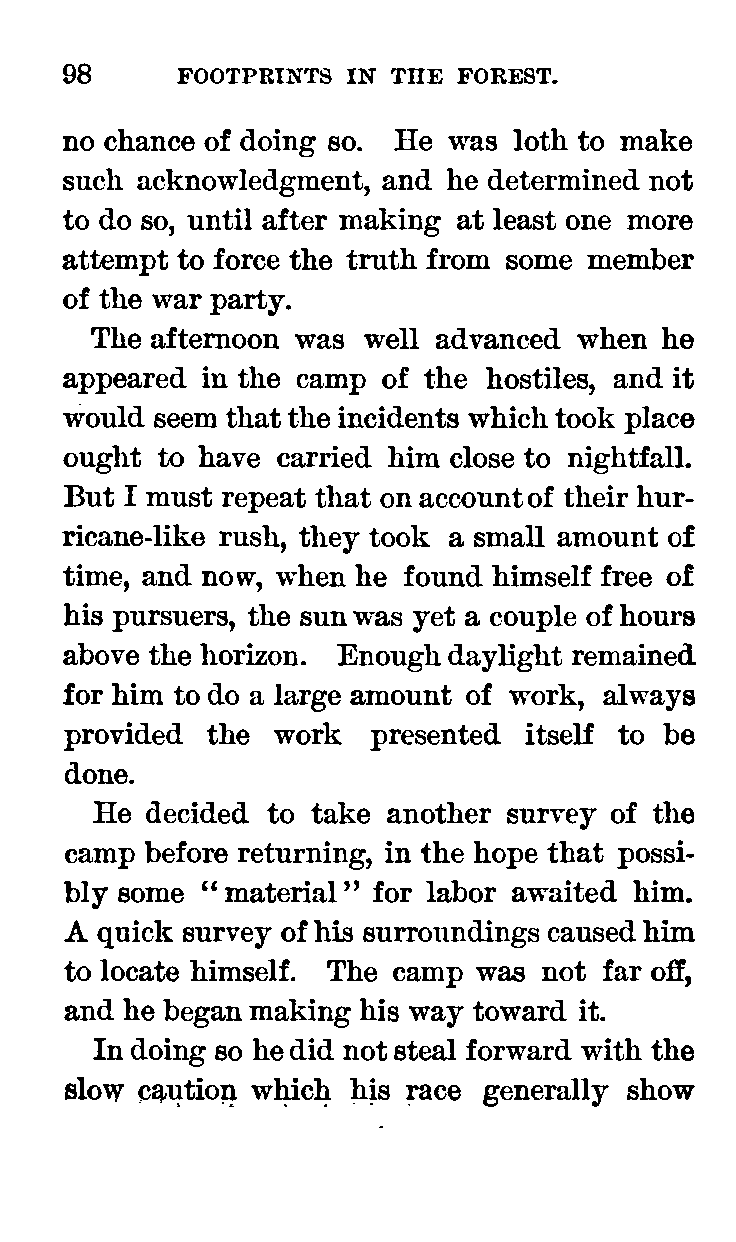 98 FOOTPRINTS IN THE FOREST.
no chance of doing so. He was loth to make
such acknowledgment, and he determined not
to do so, until after making at least one more
attempt to force the truth from some member
of the war party.
The afternoon was well advanced when he
appeared in the camp of the hostiles, and it
would seem that the incidents which took place
ought to have carried him close to nightfall.
But I must repeat that on account of their hur-
ricane-like rush, they took a small amount of
time, and now, when he found himself free of
his pursuers, the sun was yet a couple of hours
above the horizon. Enough daylight remained
for him to do a large amount of work, always
provided the work presented itself to be
done.
He decided to take another survey of the
camp before returning, in the hope that possi-
bly some "material" for labor awaited him.
A quick survey of his surroundings caused him
to locate himself. The camp was not far off,
and he began making his way toward it.
In doing so he did not steal forward with the
slow caution which his race generally show